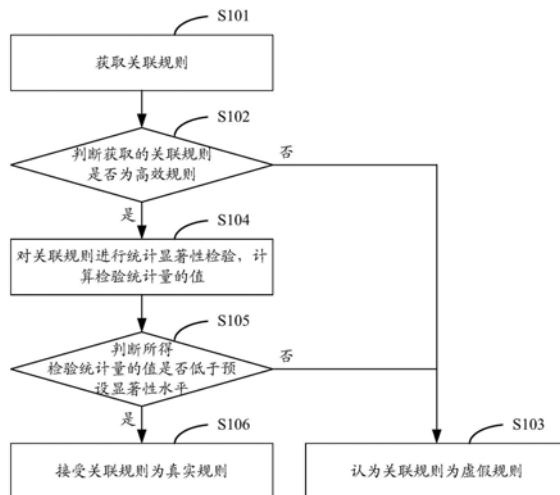 S101
获取关联规则
S102
判断获取的关联规则
是否为高效规则
否
是
S104
对关联规则进行统计显著性检验，计
算检验统计量的值
S105
判断所得
检验统计量的值是否低于预
设显著性水平
否
是
S106
接受关联规则为真实规则
S103
认为关联规则为虚假规则